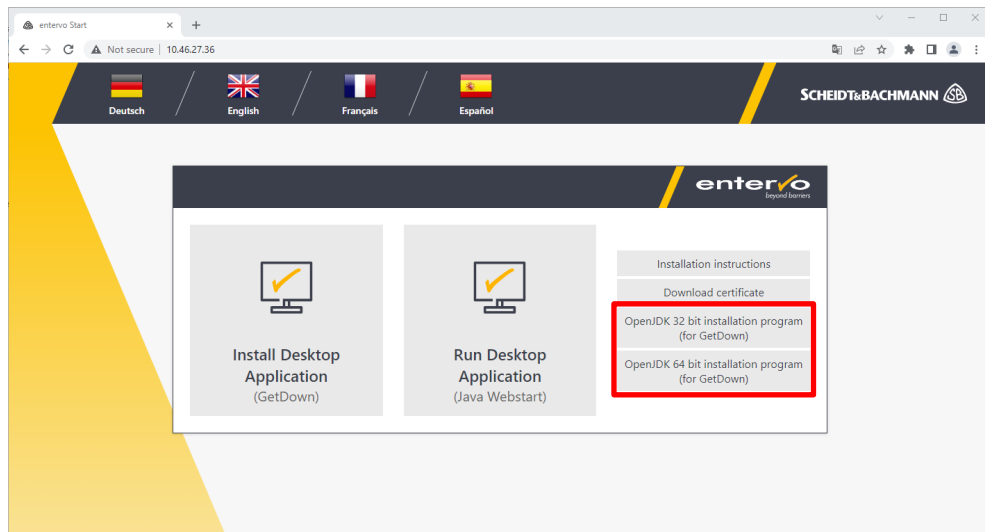 entervo Start
Not secure
10.46.27.36
Deutsch
English
Français
Español
SCHEIDT&BACHMANN SB
entervo
beyond barriers
Install Desktop
Application
(GetDown)
Run Desktop
Application
(Java Webstart)
Installation instructions
Download certificate
OpenJDK 32 bit installation program
(for GetDown)
OpenJDK 64 bit installation program
(for GetDown)